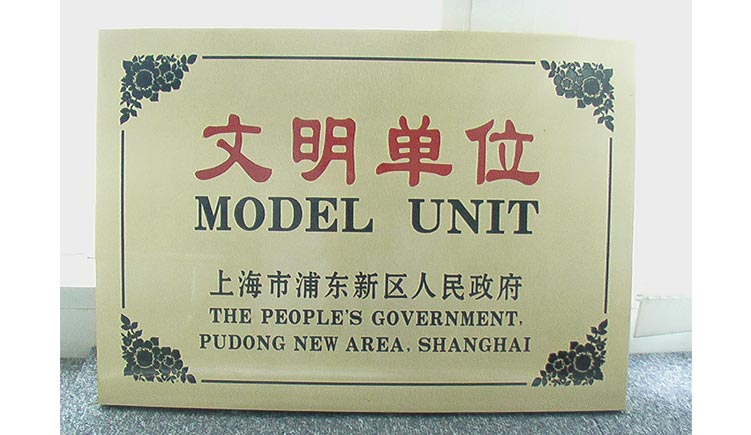 文明单位
MODEL UNIT
上海市浦东新区人民政府
THE PEOPLE'S GOVERNMENT,
PUDONG NEW AREA, SHANGHAI